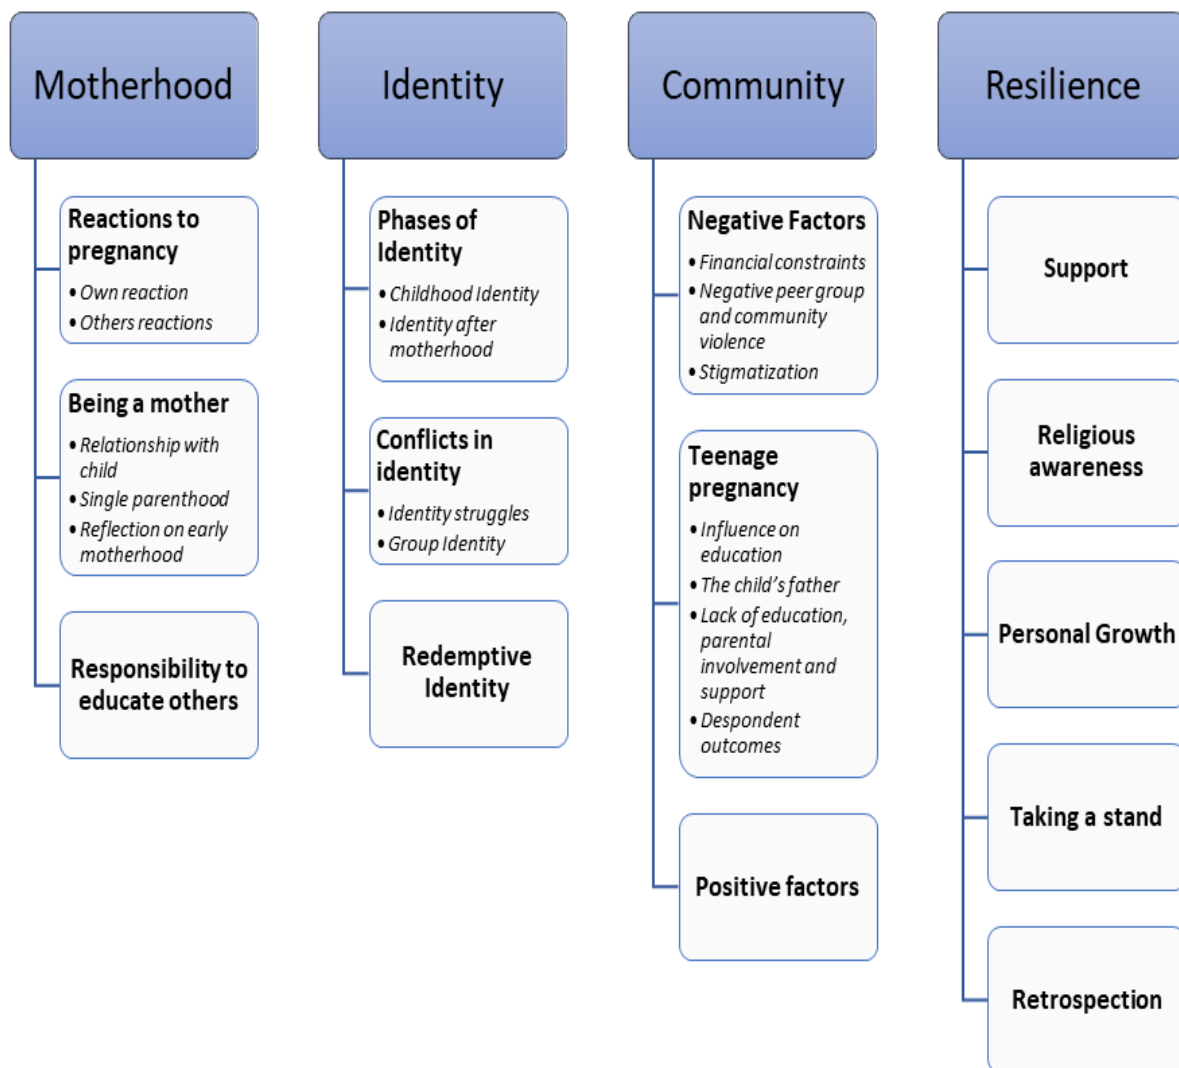 Motherhood
Reactions to
pregnancy
• Own reaction
• Others reactions
Being a mother
• Relationship with
child
• Single parenthood
• Reflection on early
motherhood
Responsibility to
educate others
Identity
Phases of
Identity
• Childhood Identity
• Identity after
motherhood
Conflicts in
identity
• Identity struggles
• Group Identity
Redemptive
Identity
Community
Negative Factors
• Financial constraints
• Negative peer group
and community
violence
• Stigmatization
Teenage
pregnancy
• Influence on
education
• The child’s father
• Lack of education,
parental
involvement and
support
• Despondent
outcomes
Positive factors
Resilience
Support
Religious
awareness
Personal Growth
Taking a stand
Retrospection